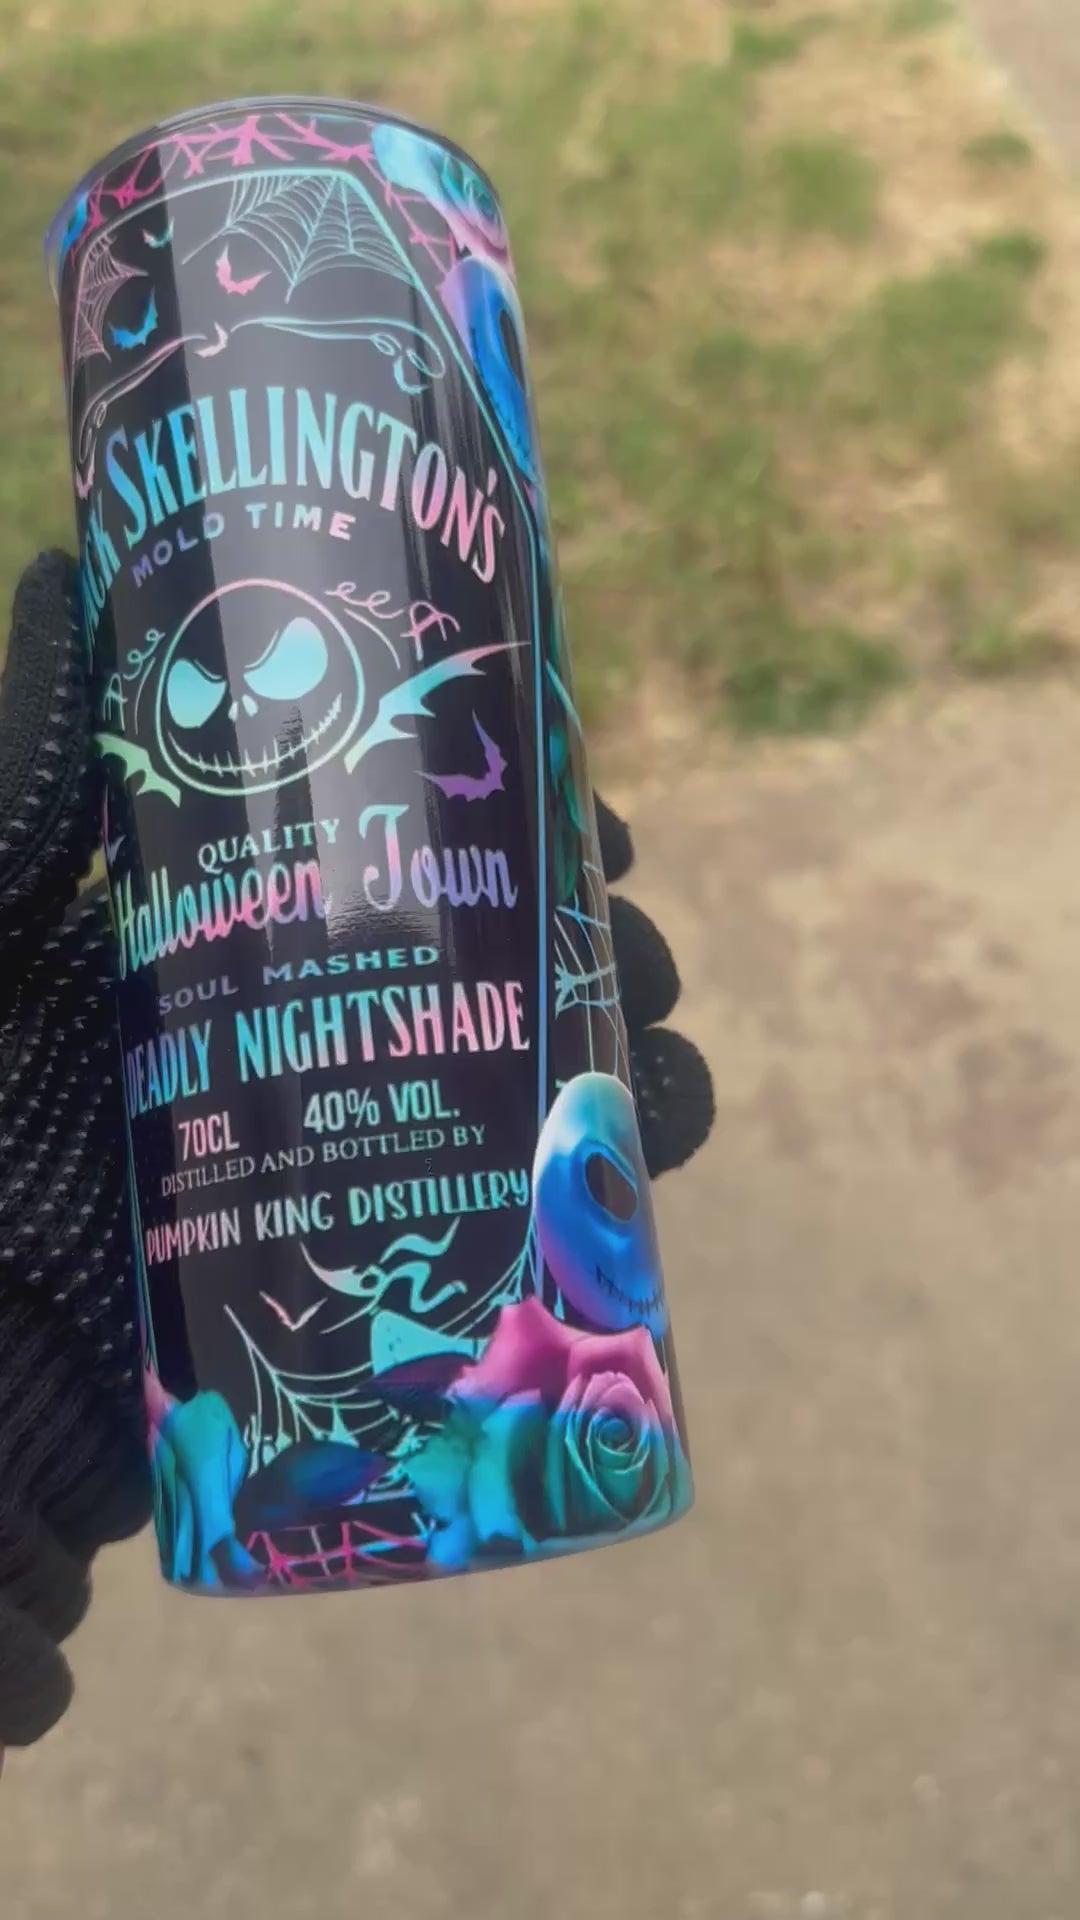 JACK SKELLINGTON'S
MOLD TIME
QUALITY
Halloween Town
SOUL MASHED
DEADLY NIGHTSHADE
70CL 40% VOL.
DISTILLED AND BOTTLED BY
PUMPKIN KING DISTILLERY